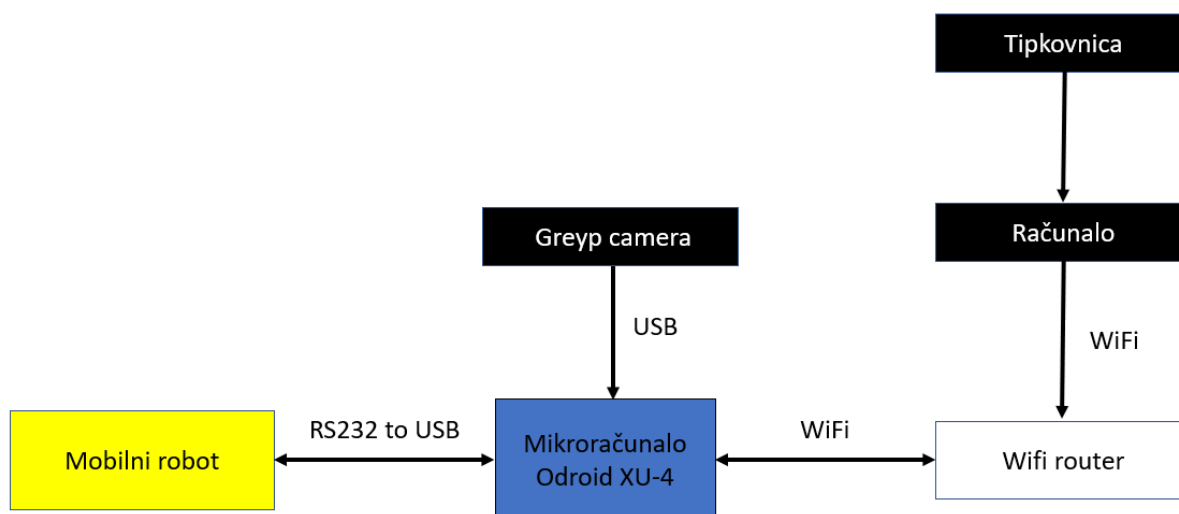 Tipkovnica
Računalo
Greyp camera
USB
WiFi
RS232 to USB
WiFi
Mobilni robot
Mikroračunalo
Odroid XU-4
Wifi router